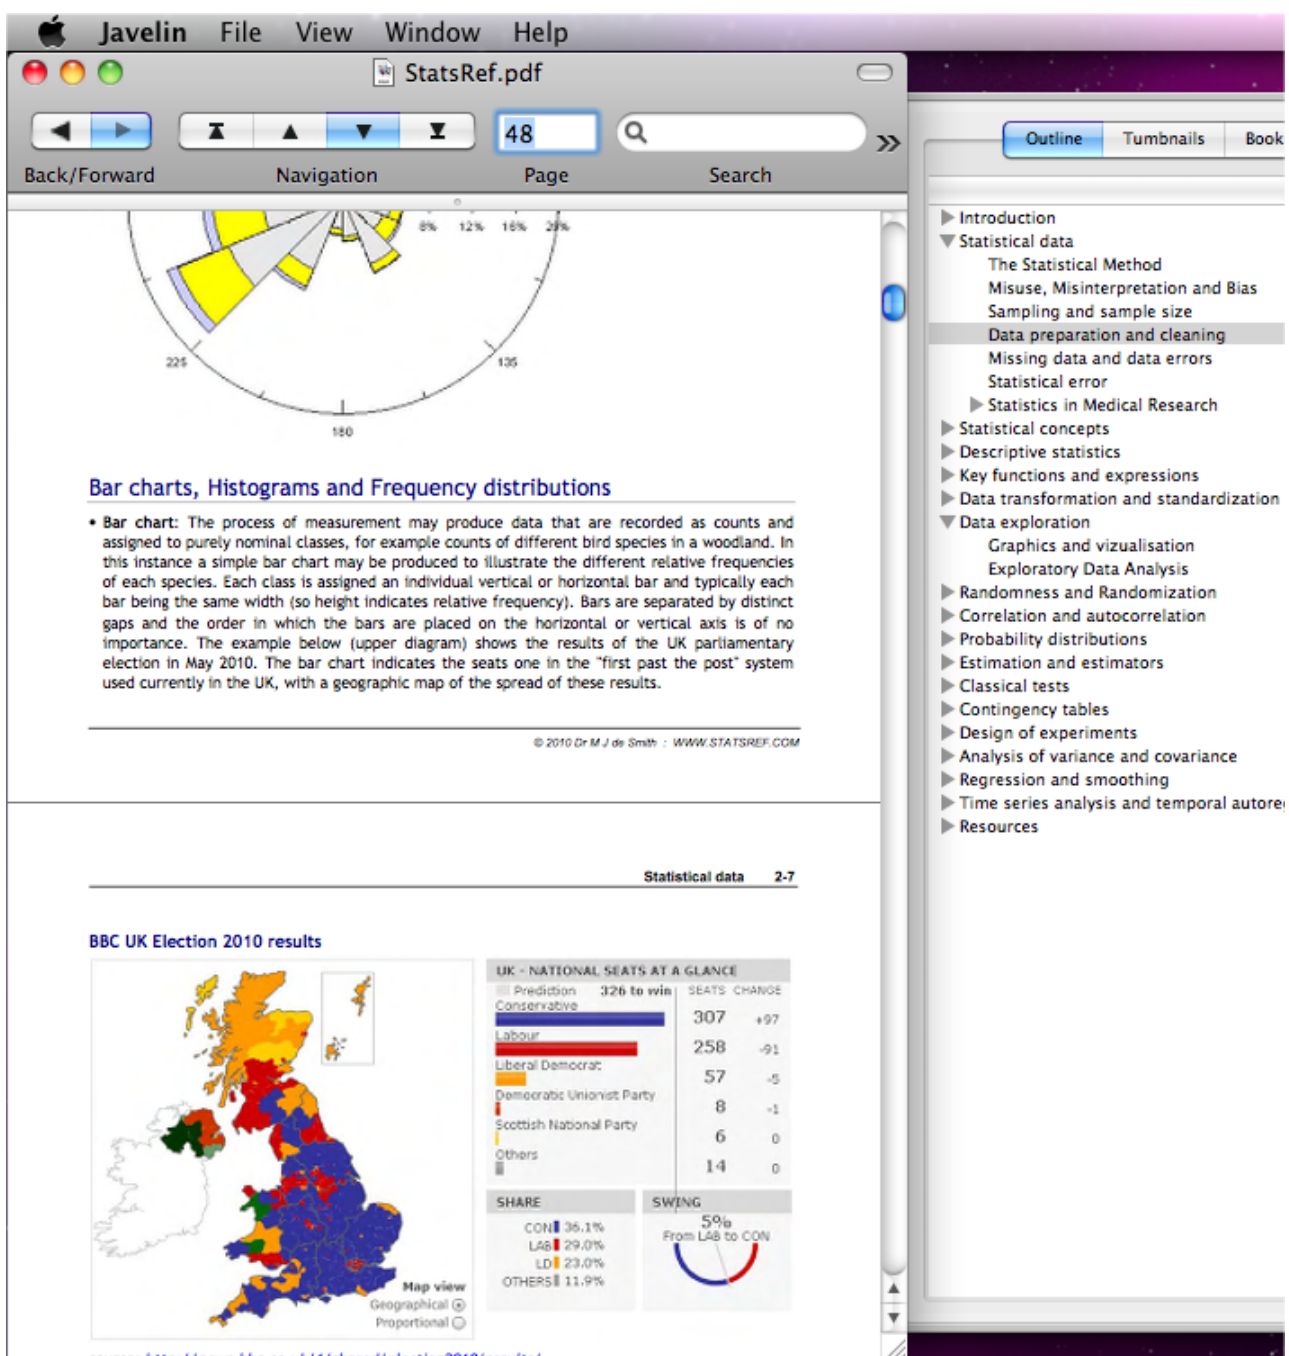 Javelin File View Window Help
StatsRef.pdf
48
Back/Forward Navigation Page Search
8% 12% 16% 20%
225
135
180
Bar charts, Histograms and Frequency distributions
• Bar chart: The process of measurement may produce data that are recorded as counts and
assigned to purely nominal classes, for example counts of different bird species in a woodland. In
this instance a simple bar chart may be produced to illustrate the different relative frequencies
of each species. Each class is assigned an individual vertical or horizontal bar and typically each
bar being the same width (so height indicates relative frequency). Bars are separated by distinct
gaps and the order in which the bars are placed on the horizontal or vertical axis is of no
importance. The example below (upper diagram) shows the results of the UK parliamentary
election in May 2010. The bar chart indicates the seats one in the "first past the post" system
used currently in the UK, with a geographic map of the spread of these results.
© 2010 Dr M J de Smith : WWW.STATSREF.COM
Statistical data 2-7
BBC UK Election 2010 results
UK - NATIONAL SEATS AT A GLANCE
Prediction 326 to win SEATS CHANGE
Conservative 307 +97
Labour 258 -91
Liberal Democrat 57 -5
Democratic Unionist Party 8 -1
Scottish National Party 6 0
Others 14 0
SHARE
CON 36.1%
LAB 29.0%
LD 23.0%
OTHERS 11.9%
SWING
5%
From LAB to CON
Map view
Geographical
Proportional
Outline Tumbnails Book
Introduction
Statistical data
The Statistical Method
Misuse, Misinterpretation and Bias
Sampling and sample size
Data preparation and cleaning
Missing data and data errors
Statistical error
Statistics in Medical Research
Statistical concepts
Descriptive statistics
Key functions and expressions
Data transformation and standardization
Data exploration
Graphics and vizualisation
Exploratory Data Analysis
Randomness and Randomization
Correlation and autocorrelation
Probability distributions
Estimation and estimators
Classical tests
Contingency tables
Design of experiments
Analysis of variance and covariance
Regression and smoothing
Time series analysis and temporal autore
Resources